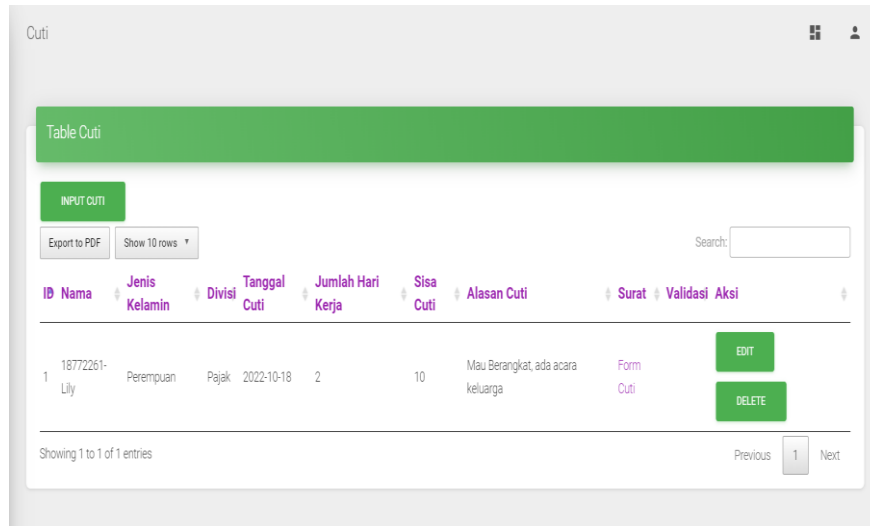 Cuti
Table Cuti
INPUT CUTI
Export to PDF Show 10 rows
Search:
ID Nama Jenis Kelamin Divisi Tanggal Cuti Jumlah Hari Kerja Sisa Cuti Alasan Cuti Surat Validasi Aksi
1 18772261-Lily Perempuan Pajak 2022-10-18 2 10 Mau Berangkat, ada acara keluarga Form Cuti EDIT
DELETE
Showing 1 to 1 of 1 entries
Previous 1 Next